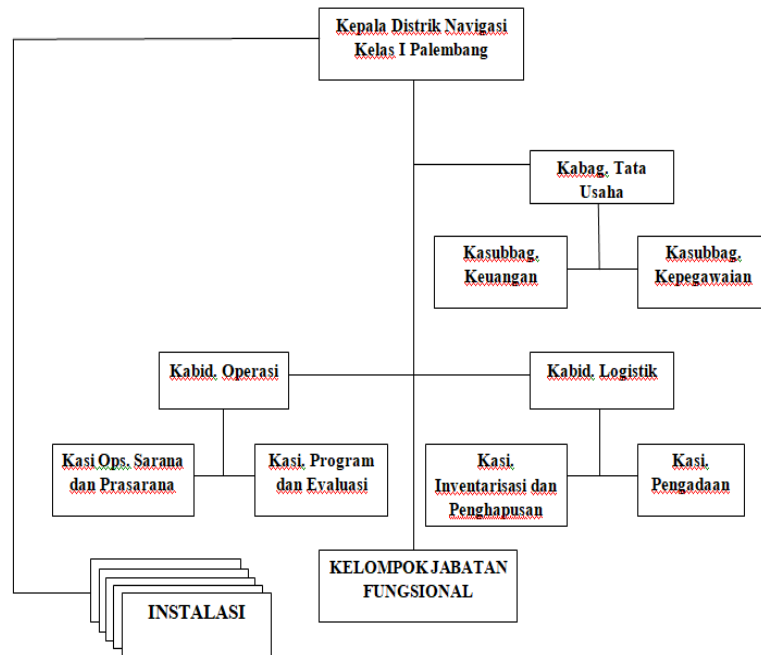 Kepala Distrik Navigasi
Kelas I Palembang
Kabag. Tata
Usaha
Kasubbag.
Keuangan
Kasubbag.
Kepegawaian
Kabid. Operasi
Kabid. Logistik
Kasi Ops. Sarana
dan Prasarana
Kasi. Program
dan Evaluasi
Kasi.
Inventarisasi dan
Penghapusan
Kasi.
Pengadaan
KELOMPOK JABATAN
FUNGSIONAL
INSTALASI